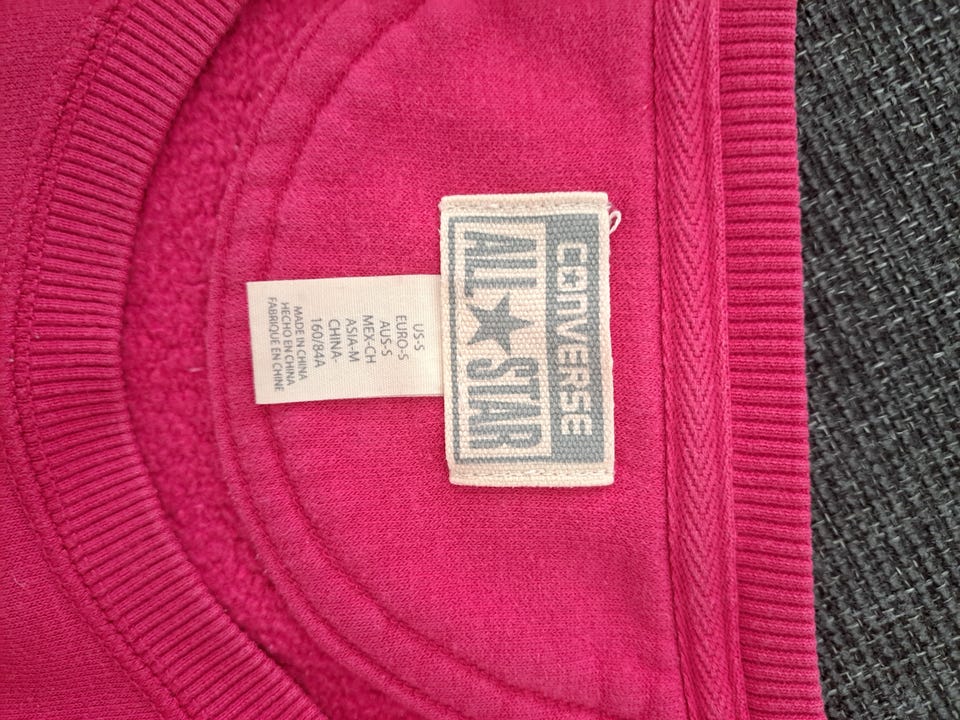 CONVERSE
ALL★STAR
US-S
EURO-S
AUS-S
MEX-CH
ASIA-M
CHINA-
160/84A
MADE IN CHINA
HECHO EN CHINA
FABRIQUE EN CHINE